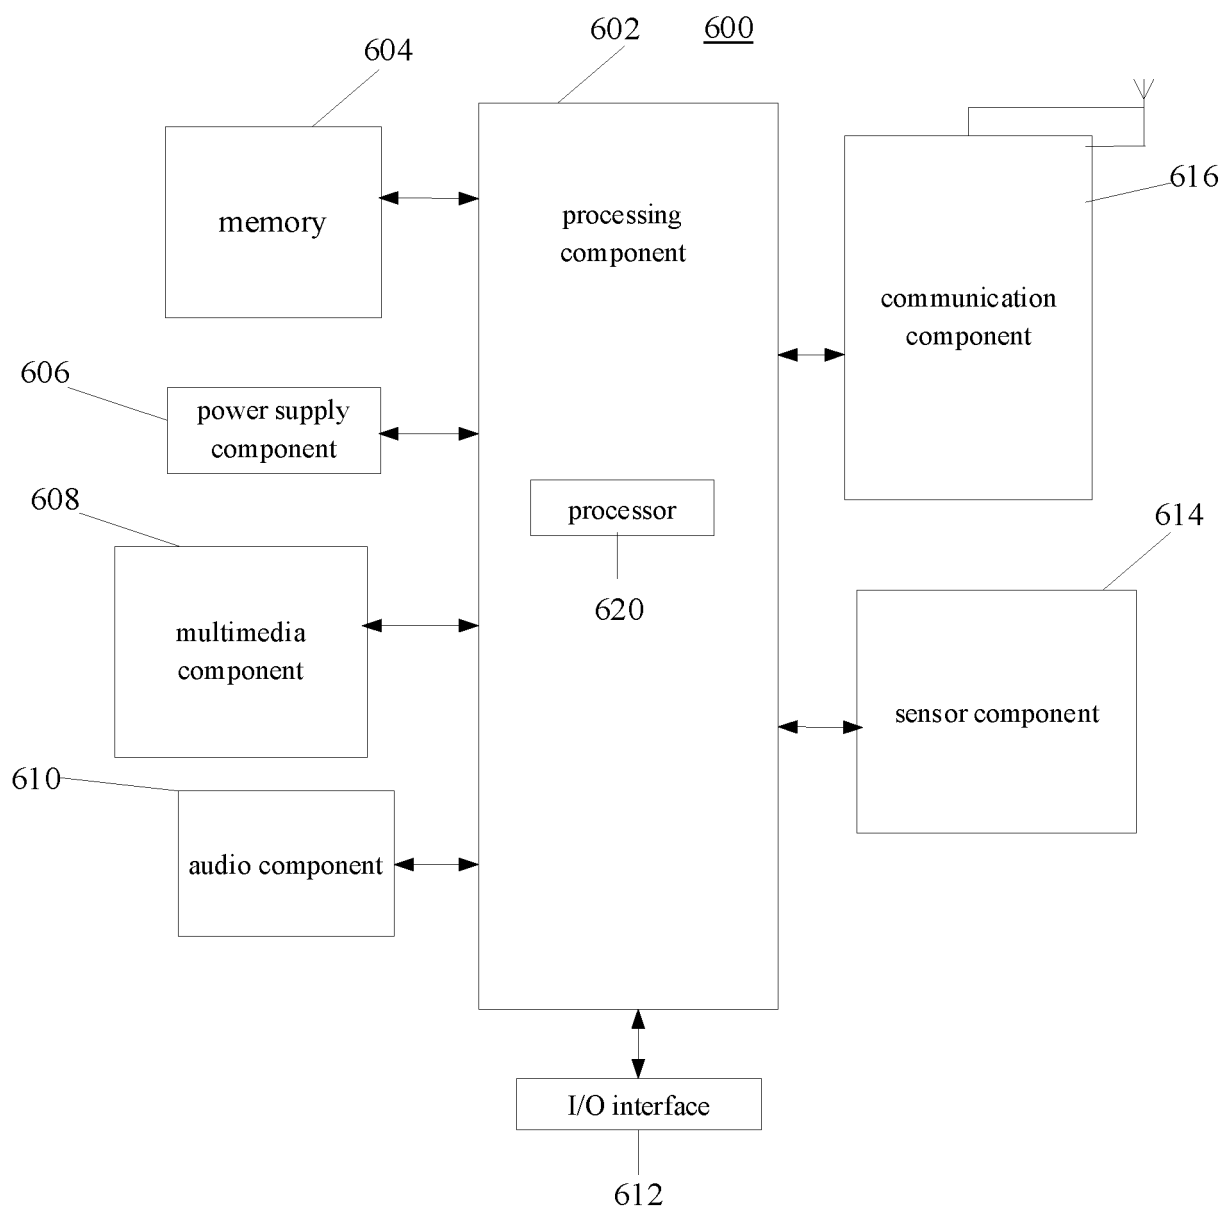 602
600
604
616
memory
processing
component
communication
component
606
power supply
component
608
processor
614
620
multimedia
component
sensor component
610
audio component
I/O interface
612